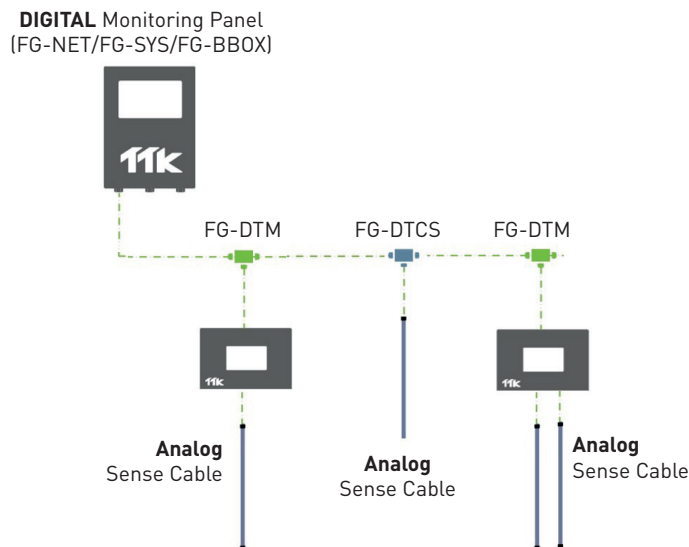 DIGITAL Monitoring Panel
(FG-NET/FG-SYS/FG-BBOX)
TTK
FG-DTM
FG-DTCS
FG-DTM
TTK
TTK
Analog
Sense Cable
Analog
Sense Cable
Analog
Sense Cable